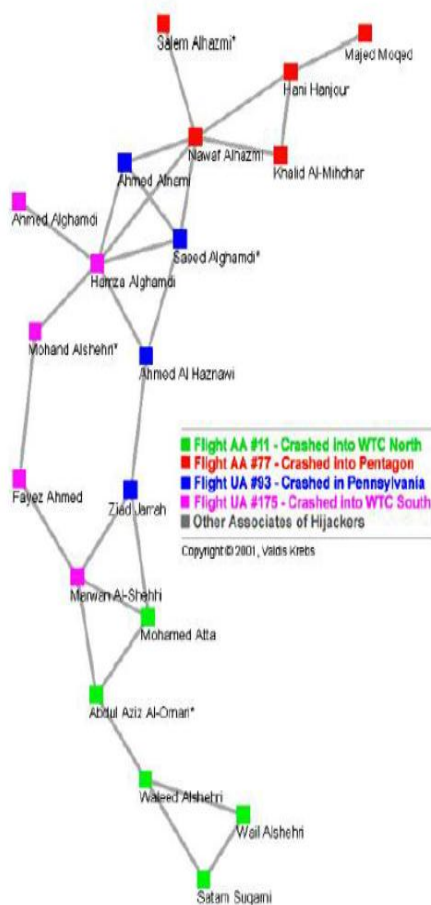 Salem Alhazmi*
Majed Moqed
Hani Hanjour
Nawaf Alhazmi
Khalid Al-Mihdhar
Ahmed Alnami
Ahmed Alghamdi
Saeed Alghamdi*
Hamza Alghamdi
Mohand Alshehri*
Ahmed Al Haznawi
Flight AA #11 - Crashed into WTC North
Flight AA #77 - Crashed into Pentagon
Flight UA #93 - Crashed in Pennsylvania
Flight UA #175 - Crashed into WTC South
Other Associates of Hijackers
Copyright © 2001, Valdis Krebs
Fayez Ahmed
Ziad Jarrah
Marwan Al-Shehhi
Mohamed Atta
Abdul Aziz Al-Omari*
Waleed Alshehri
Wail Alshehri
Satam Suqami